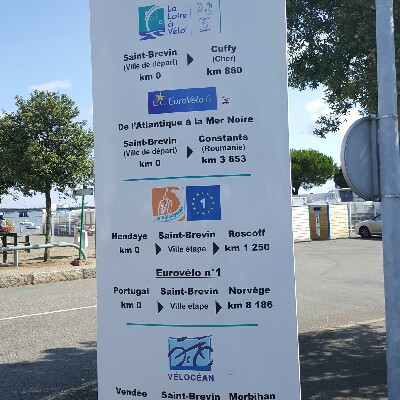 La
Loire
à
Vélo
Saint-Brevin Cuffy
(Ville de départ) (Cher)
km 0 km 860
EuroVelo 6
De l'Atlantique à la Mer Noire
Saint-Brevin Constanta
(Ville de départ) (Roumanie)
km 0 km 3 653
1
Hendaye Saint-Brevin Roscoff
km 0 Ville étape km 1 250
Eurovélo n°1
Portugal Saint-Brevin Norvège
km 0 Ville etape km 8 186
VÉLOCÉAN
Vendée Saint-Brevin Morbihan